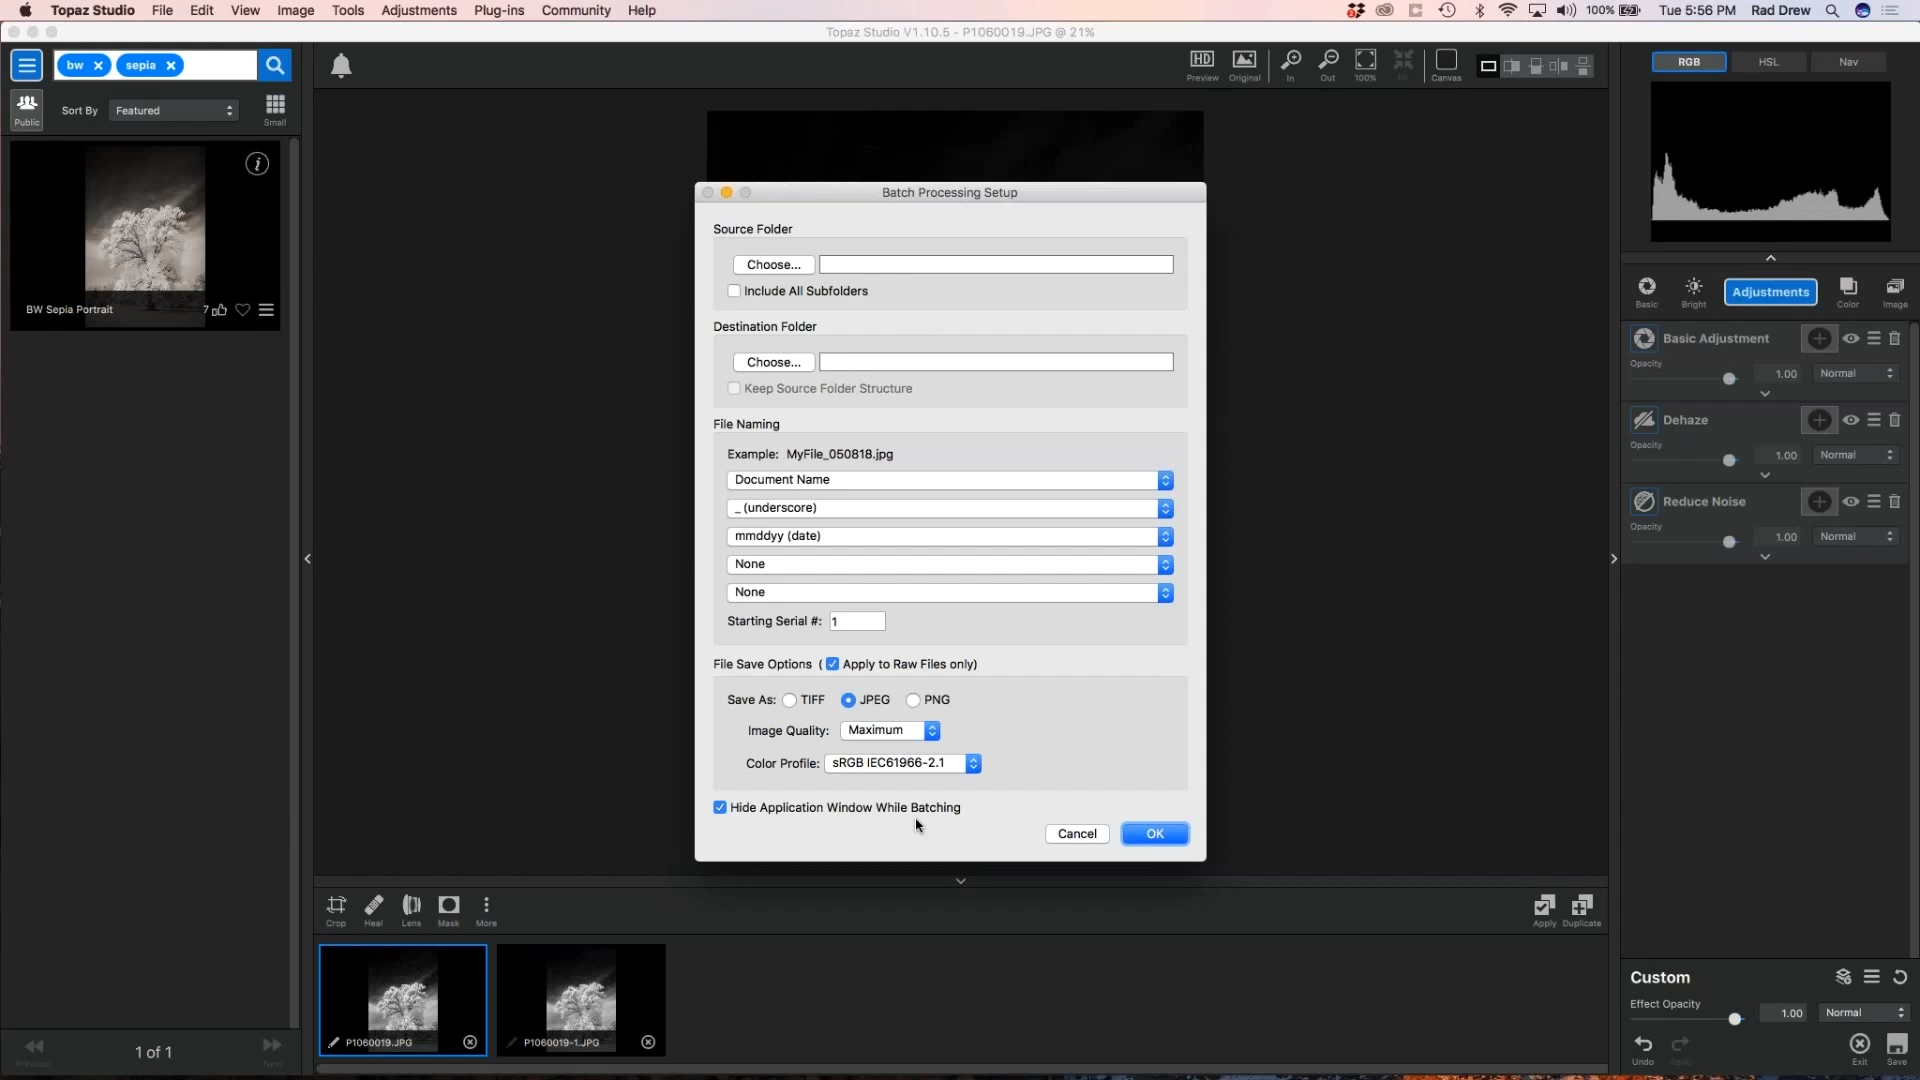 Topaz Studio File Edit View Image Tools Adjustments Plug-ins Community Help 100% Tue 5:56 PM Rad Drew
Topaz Studio V1.10.5 - P1060019.JPG @ 21%
bw sepia
Public Sort By Featured Small
BW Sepia Portrait 7
Previous 1 of 1 Next
HD Preview Original In Out 100% Fit Canvas
Batch Processing Setup
Source Folder
Choose...
Include All Subfolders
Destination Folder
Choose...
Keep Source Folder Structure
File Naming
Example: MyFile_050818.jpg
Document Name
_ (underscore)
mmddyy (date)
None
None
Starting Serial #: 1
File Save Options ( Apply to Raw Files only)
Save As: TIFF JPEG PNG
Image Quality: Maximum
Color Profile: sRGB IEC61966-2.1
Hide Application Window While Batching
Cancel OK
Crop Heal Lens Mask More Apply Duplicate
P1060019.JPG P1060019-1.JPG
RGB HSL Nav
Basic Bright Adjustments Color Image
Basic Adjustment
Opacity 1.00 Normal
Dehaze
Opacity 1.00 Normal
Reduce Noise
Opacity 1.00 Normal
Custom
Effect Opacity 1.00 Normal
Undo Redo Exit Save